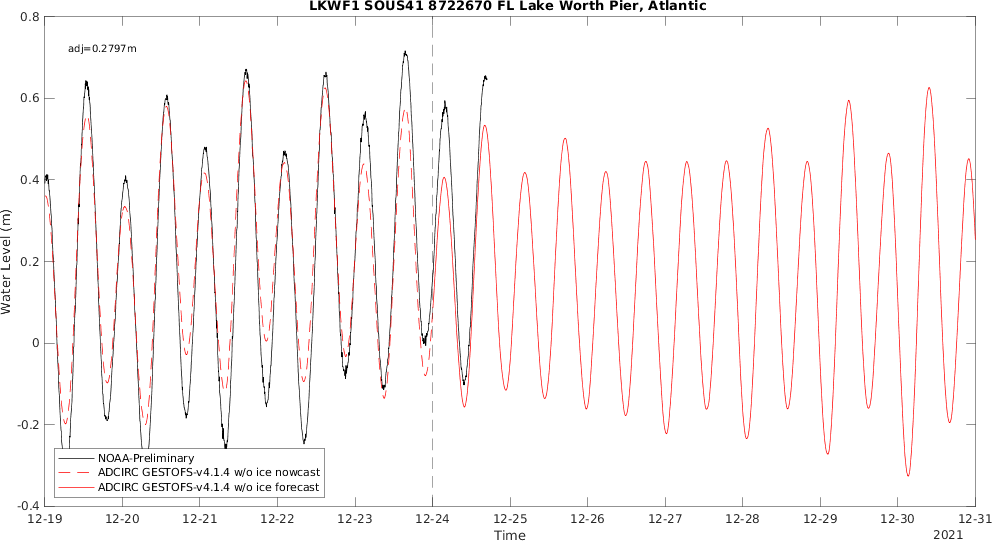 LKWF1 SOUS41 8722670 FL Lake Worth Pier, Atlantic
adj=0.2797m
Water Level (m)
0.8
0.6
0.4
0.2
0
-0.2
-0.4
NOAA-Preliminary
ADCIRC GESTOFS-v4.1.4 w/o ice nowcast
ADCIRC GESTOFS-v4.1.4 w/o ice forecast
12-19 12-20 12-21 12-22 12-23 12-24 12-25 12-26 12-27 12-28 12-29 12-30 12-31
Time
2021